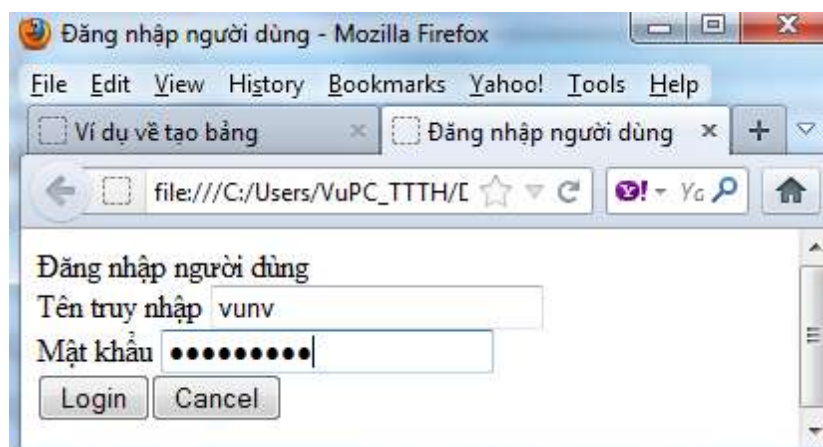 Đăng nhập người dùng - Mozilla Firefox
File Edit View History Bookmarks Yahoo! Tools Help
Ví dụ về tạo bảng Đăng nhập người dùng
file:///C:/Users/VuPC_TTTH/
Đăng nhập người dùng
Tên truy nhập vunv
Mật khẩu ●●●●●●●●●
Login Cancel